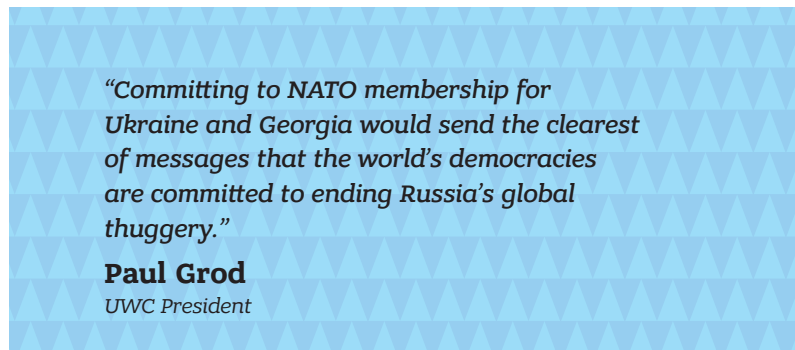 “Committing to NATO membership for
Ukraine and Georgia would send the clearest
of messages that the world’s democracies
are committed to ending Russia’s global
thuggery.”
Paul Grod
UWC President